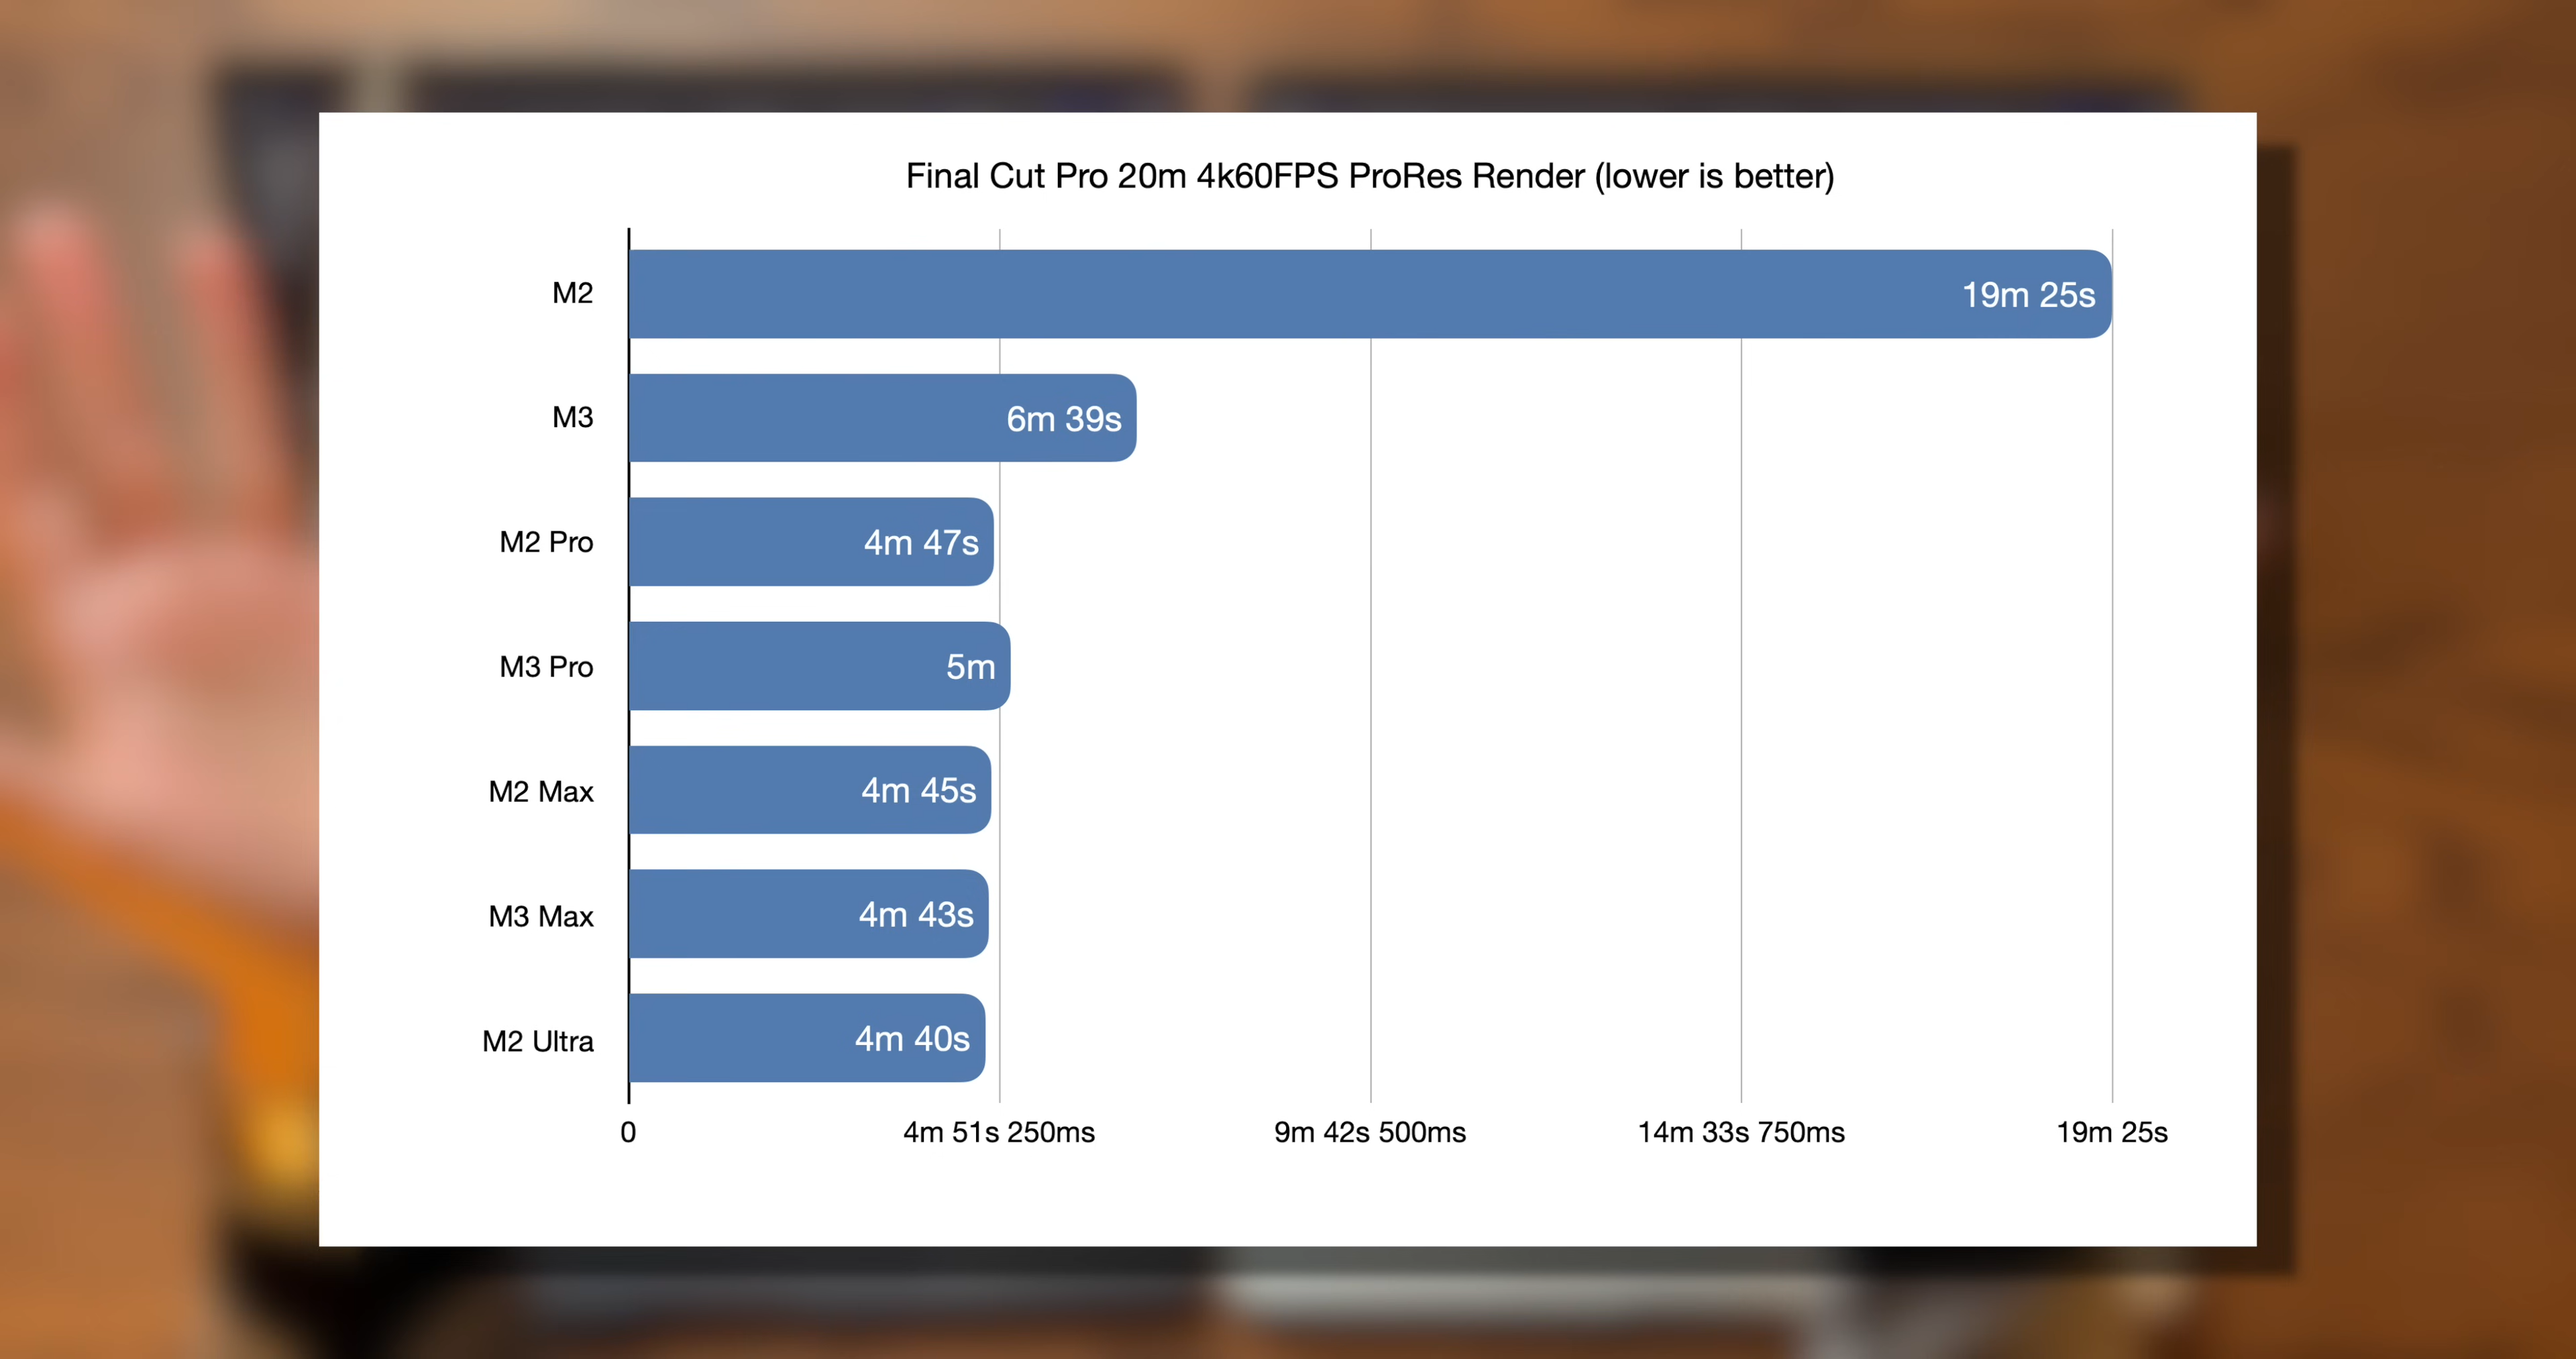 Final Cut Pro 20m 4k60FPS ProRes Render (lower is better)
M2 19m 25s
M3 6m 39s
M2 Pro 4m 47s
M3 Pro 5m
M2 Max 4m 45s
M3 Max 4m 43s
M2 Ultra 4m 40s
0 4m 51s 250ms 9m 42s 500ms 14m 33s 750ms 19m 25s